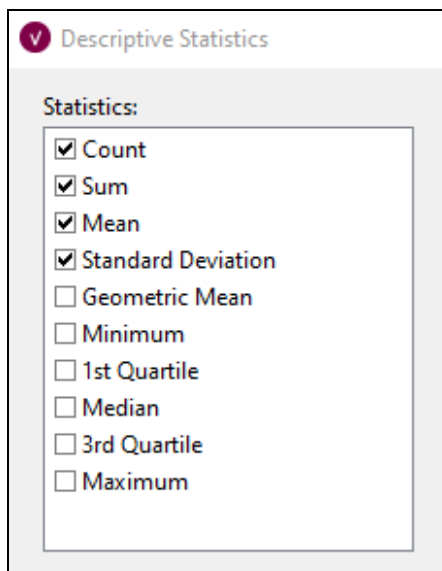 V Descriptive Statistics
Statistics:
Count
Sum
Mean
Standard Deviation
Geometric Mean
Minimum
1st Quartile
Median
3rd Quartile
Maximum